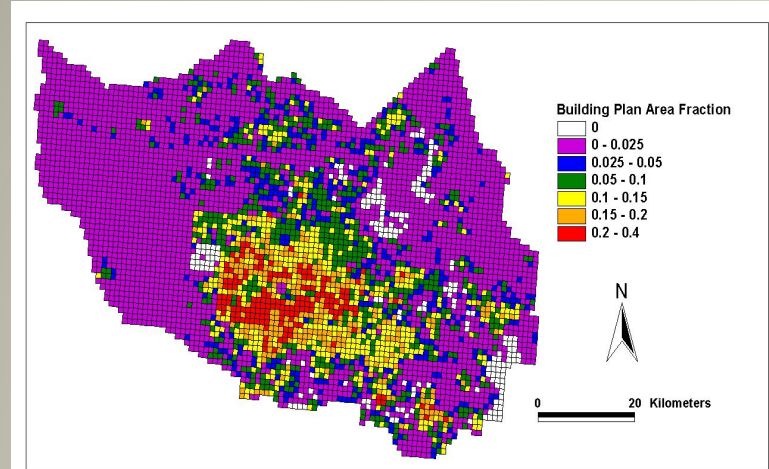 Building Plan Area Fraction
0
0 - 0.025
0.025 - 0.05
0.05 - 0.1
0.1 - 0.15
0.15 - 0.2
0.2 - 0.4
N
0 20 Kilometers